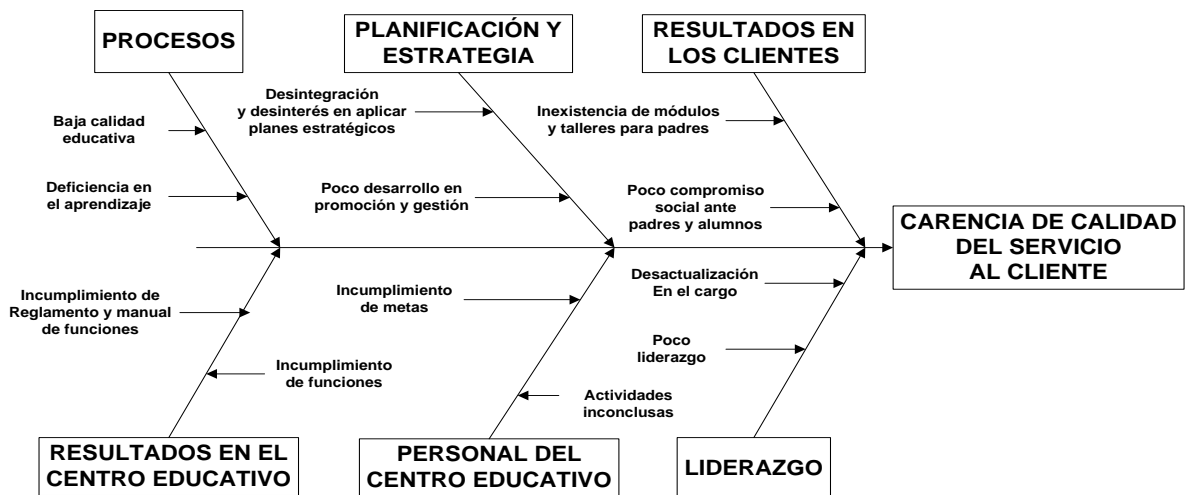 PROCESOS
PLANIFICACIÓN Y
ESTRATEGIA
RESULTADOS EN
LOS CLIENTES
Baja calidad
educativa
Deficiencia en
el aprendizaje
Desintegración
y desinterés en aplicar
planes estratégicos
Poco desarrollo en
promoción y gestión
Inexistencia de módulos
y talleres para padres
Poco compromiso
social ante
padres y alumnos
CARENCIA DE CALIDAD
DEL SERVICIO
AL CLIENTE
Incumplimiento de
Reglamento y manual
de funciones
Incumplimiento
de funciones
Incumplimiento
de metas
Actividades
inconclusas
Desactualización
En el cargo
Poco
liderazgo
RESULTADOS EN EL
CENTRO EDUCATIVO
PERSONAL DEL
CENTRO EDUCATIVO
LIDERAZGO